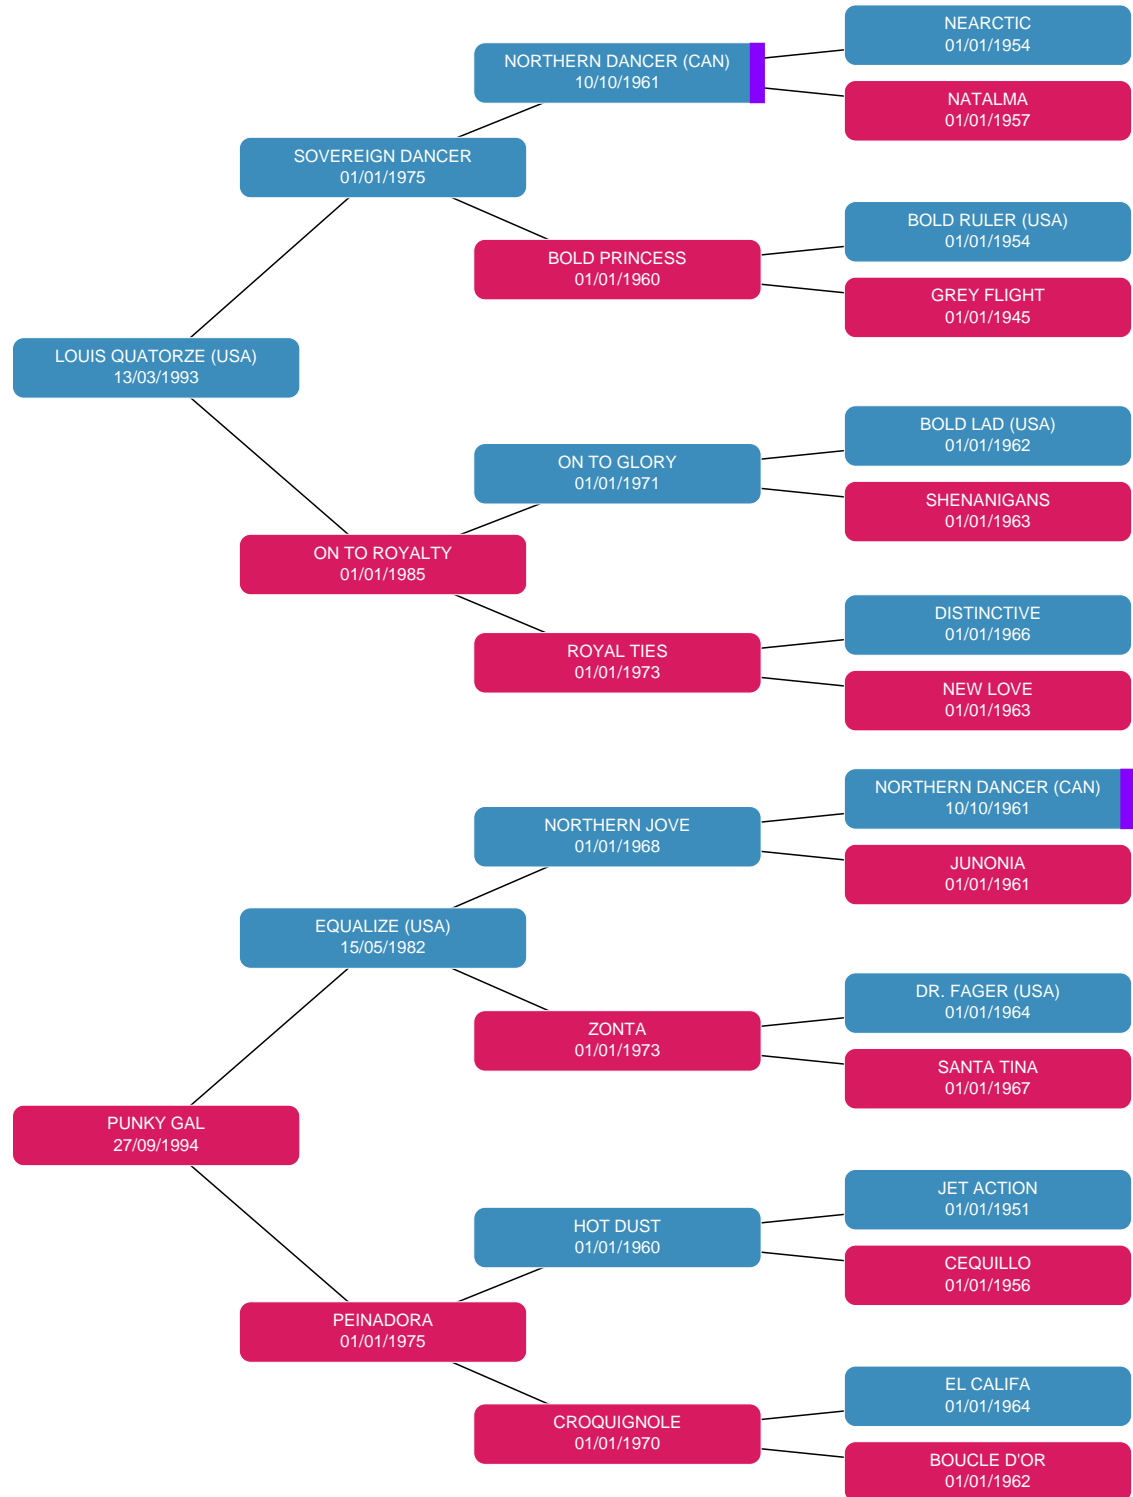 NEARCTIC
01/01/1954
NORTHERN DANCER (CAN)
10/10/1961
NATALMA
01/01/1957
SOVEREIGN DANCER
01/01/1975
BOLD RULER (USA)
01/01/1954
BOLD PRINCESS
01/01/1960
GREY FLIGHT
01/01/1945
LOUIS QUATORZE (USA)
13/03/1993
BOLD LAD (USA)
01/01/1962
ON TO GLORY
01/01/1971
SHENANIGANS
01/01/1963
ON TO ROYALTY
01/01/1985
DISTINCTIVE
01/01/1966
ROYAL TIES
01/01/1973
NEW LOVE
01/01/1963
NORTHERN DANCER (CAN)
10/10/1961
NORTHERN JOVE
01/01/1968
JUNONIA
01/01/1961
EQUALIZE (USA)
15/05/1982
DR. FAGER (USA)
01/01/1964
ZONTA
01/01/1973
SANTA TINA
01/01/1967
PUNKY GAL
27/09/1994
JET ACTION
01/01/1951
HOT DUST
01/01/1960
CEQUILLO
01/01/1956
PEINADORA
01/01/1975
EL CALIFA
01/01/1964
CROQUIGNOLE
01/01/1970
BOUCLE D'OR
01/01/1962